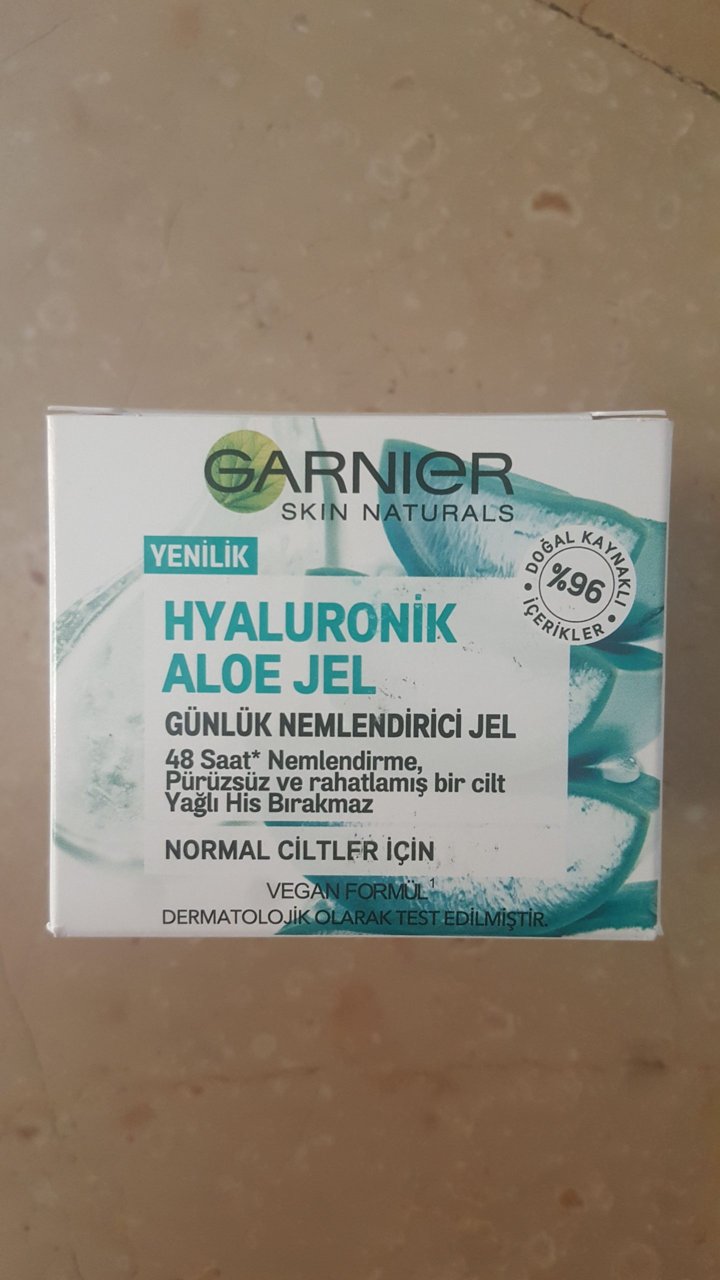 GARNIER
SKIN NATURALS
YENİLİK
DOĞAL KAYNAKLI
%96
İÇERİKLER
HYALURONİK
ALOE JEL
GÜNLÜK NEMLENDİRİCİ JEL
48 Saat* Nemlendirme,
Pürüzsüz ve rahatlamış bir cilt
Yağlı His Bırakmaz
NORMAL CİLTLER İÇİN
VEGAN FORMÜL¹
DERMATOLOJİK OLARAK TEST EDİLMİŞTİR.